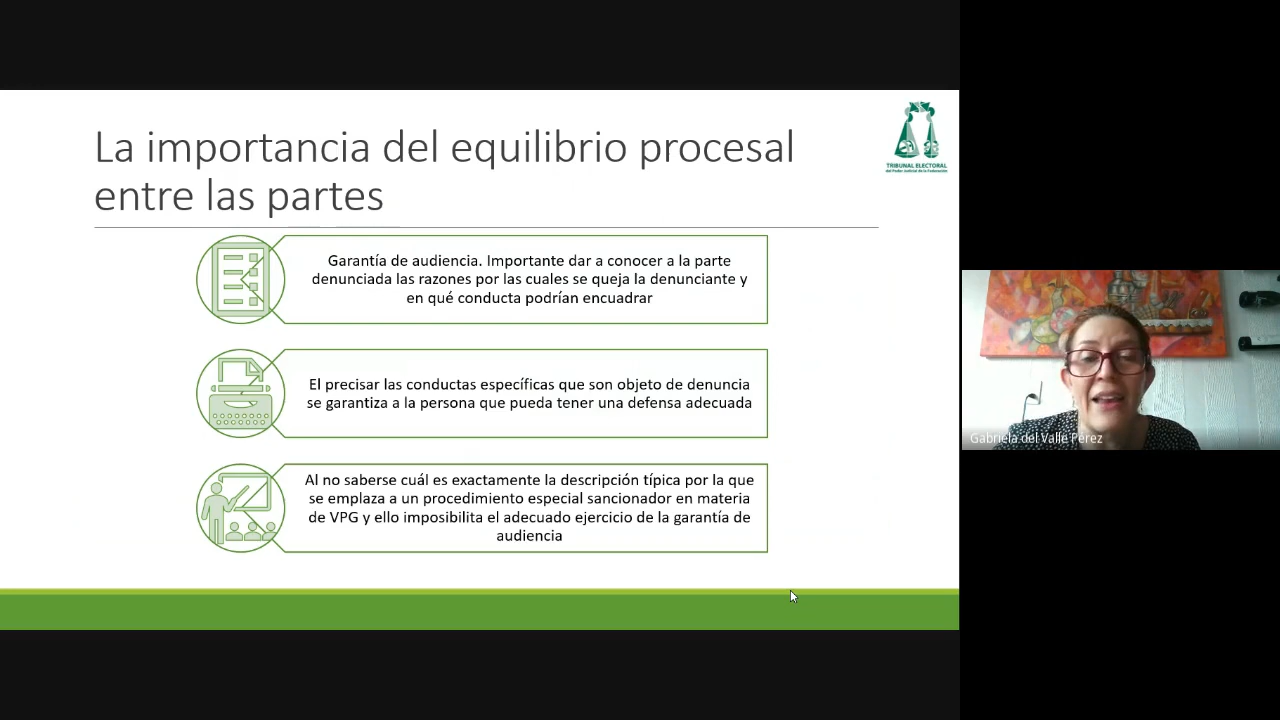 La importancia del equilibrio procesal
entre las partes
TRIBUNAL ELECTORAL
del Poder Judicial de la Federación
Garantía de audiencia. Importante dar a conocer a la parte
denunciada las razones por las cuales se queja la denunciante y
en qué conducta podrían encuadrar
El precisar las conductas específicas que son objeto de denuncia
se garantiza a la persona que pueda tener una defensa adecuada
Al no saberse cuál es exactamente la descripción típica por la que
se emplaza a un procedimiento especial sancionador en materia
de VPG y ello imposibilita el adecuado ejercicio de la garantía de
audiencia
Gabriela del Valle Pérez